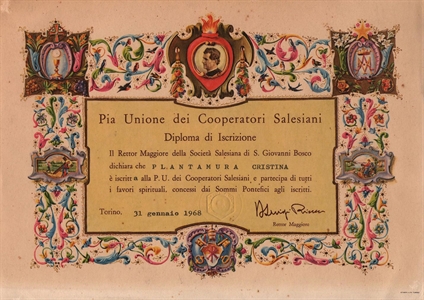 Pia Unione dei Cooperatori Salesiani
Diploma di Iscrizione
Il Rettor Maggiore della Società Salesiana di S. Giovanni Bosco
dichiara che PLANTAMURA CRISTINA
è iscritta alla P. U. dei Cooperatori Salesiani e partecipa di tutti
i favori spirituali, concessi dai Sommi Pontefici agli iscritti.
Torino, 31 gennaio 1968
Rettor Maggiore